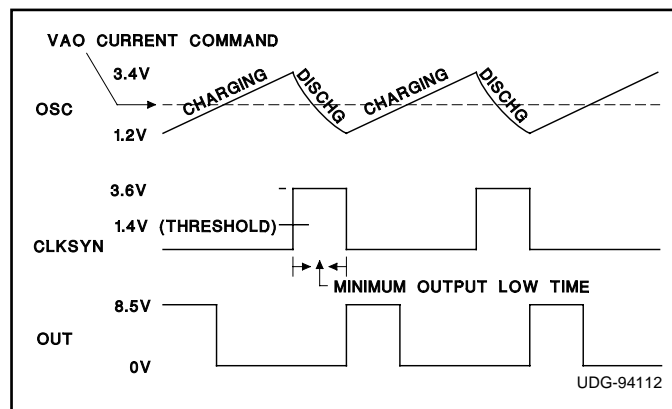 VAO CURRENT COMMAND
3.4V
CHARGING
DISCHG
CHARGING
DISCHG
OSC
1.2V
3.6V
1.4V (THRESHOLD)
CLKSYN
MINIMUM OUTPUT LOW TIME
8.5V
OUT
0V
UDG-94112